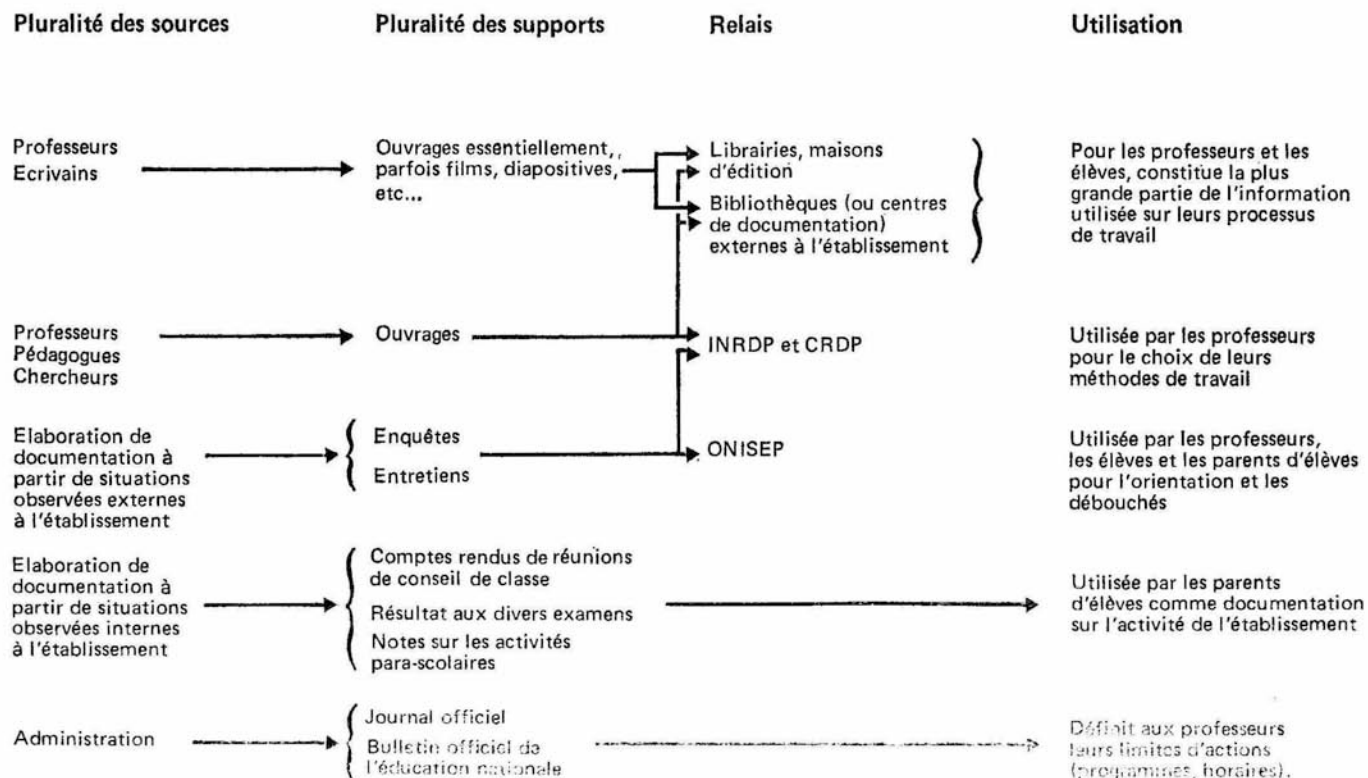 Pluralité des sources
Pluralité des supports
Relais
Utilisation
Professeurs
Ecrivains
Ouvrages essentiellement,
parfois films, diapositives,
etc...
Librairies, maisons
d'édition
Bibliothèques (ou centres
de documentation)
externes à l'établissement
Pour les professeurs et les
élèves, constitue la plus
grande partie de l'information
utilisée sur leurs processus
de travail
Professeurs
Pédagogues
Chercheurs
Ouvrages
INRDP et CRDP
Utilisée par les professeurs
pour le choix de leurs
méthodes de travail
Elaboration de
documentation à
partir de situations
observées externes
à l'établissement
Enquêtes
Entretiens
ONISEP
Utilisée par les professeurs,
les élèves et les parents d'élèves
pour l'orientation et les
débouchés
Elaboration de
documentation à
partir de situations
observées internes
à l'établissement
Comptes rendus de réunions
de conseil de classe
Résultat aux divers examens
Notes sur les activités
para-scolaires
Utilisée par les parents
d'élèves comme documentation
sur l'activité de l'établissement
Administration
Journal officiel
Bulletin officiel de
l'éducation nationale
Définit aux professeurs
leurs limites d'actions
(programmes, horaires).